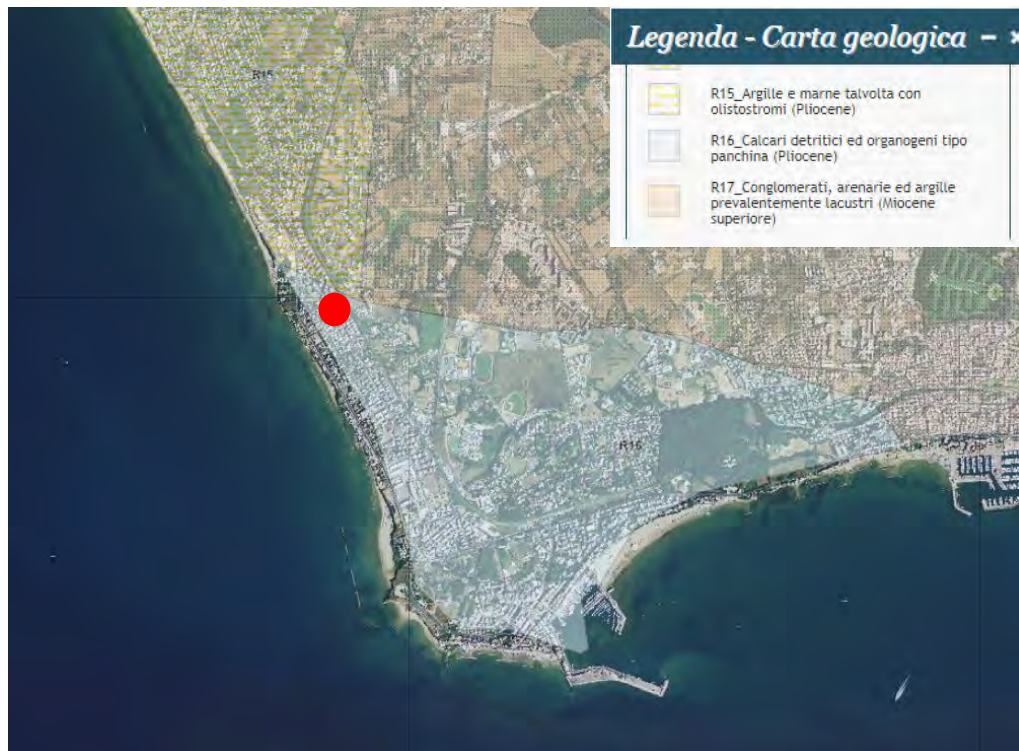 Legenda - Carta geologica – ×
R15_Argille e marne talvolta con
olistostromi (Pliocene)
R16_Calcari detritici ed organogeni tipo
panchina (Pliocene)
R17_Conglomerati, arenarie ed argille
prevalentemente lacustri (Miocene
superiore)
R15
R16